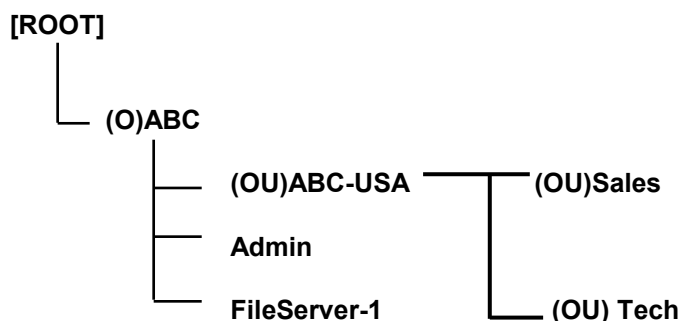 [ROOT]
(O)ABC
(OU)ABC-USA
(OU)Sales
Admin
FileServer-1
(OU) Tech